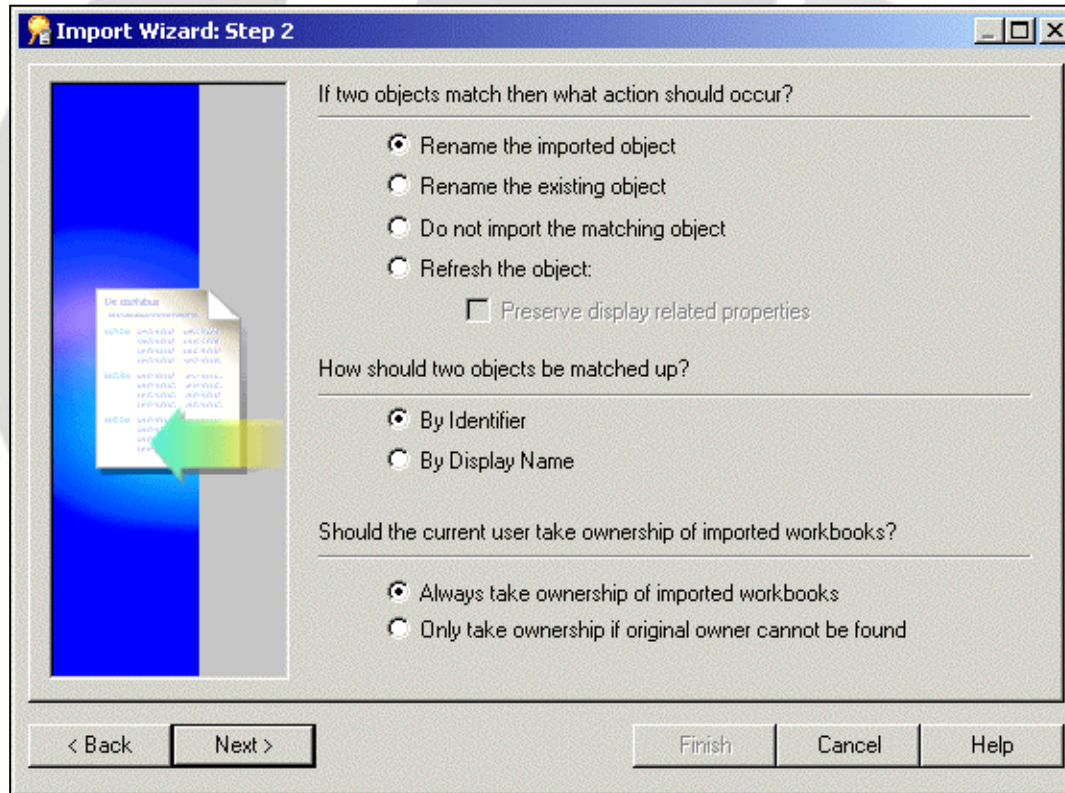 Import Wizard: Step 2
If two objects match then what action should occur?
Rename the imported object
Rename the existing object
Do not import the matching object
Refresh the object:
Preserve display related properties
How should two objects be matched up?
By Identifier
By Display Name
Should the current user take ownership of imported workbooks?
Always take ownership of imported workbooks
Only take ownership if original owner cannot be found
< Back Next > Finish Cancel Help